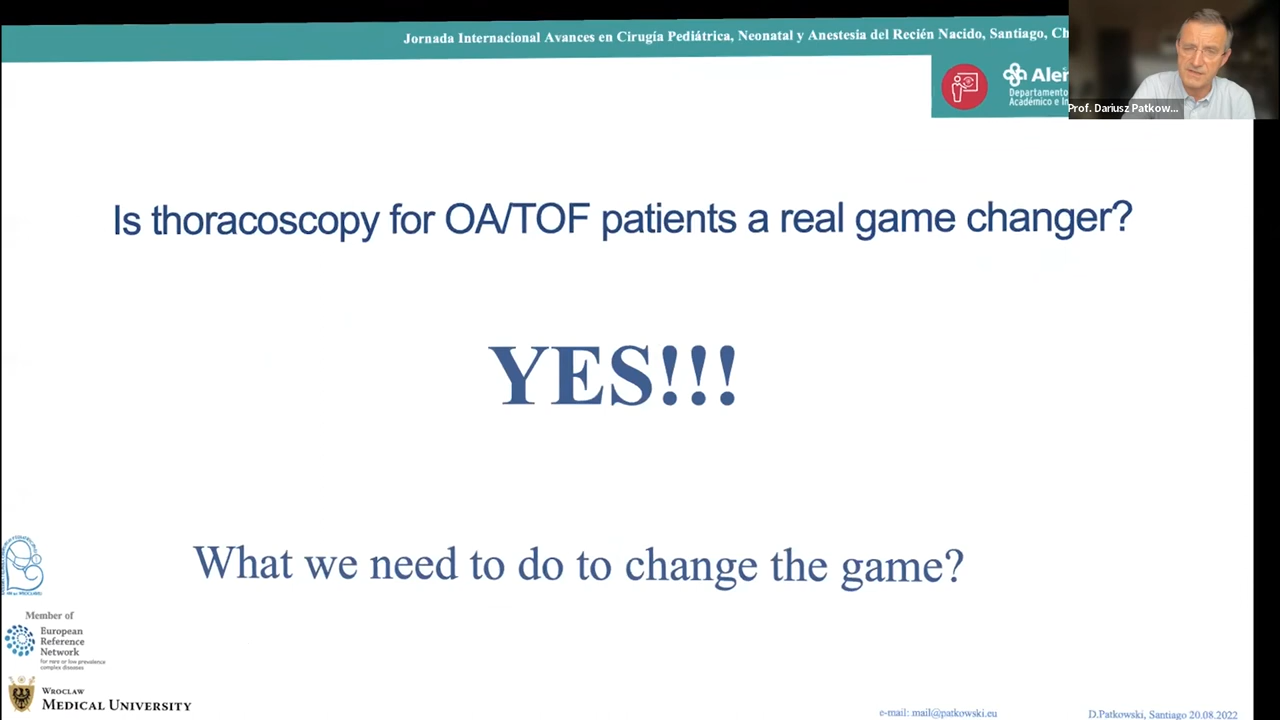 Jornada Internacional Avances en Cirugía Pediátrica, Neonatal y Anestesia del Recién Nacido, Santiago,
Departamento
Prof. Dariusz Patkow...
Is thoracoscopy for OA/TOF patients a real game changer?
YES!!!
What we need to do to change the game?
Member of
European
Reference
Network
for rare or low prevalence
complex diseases
WROCLAW
MEDICAL UNIVERSITY
e-mail: mail@patkowski.eu
D.Patkowski, Santiago 20.08.2022